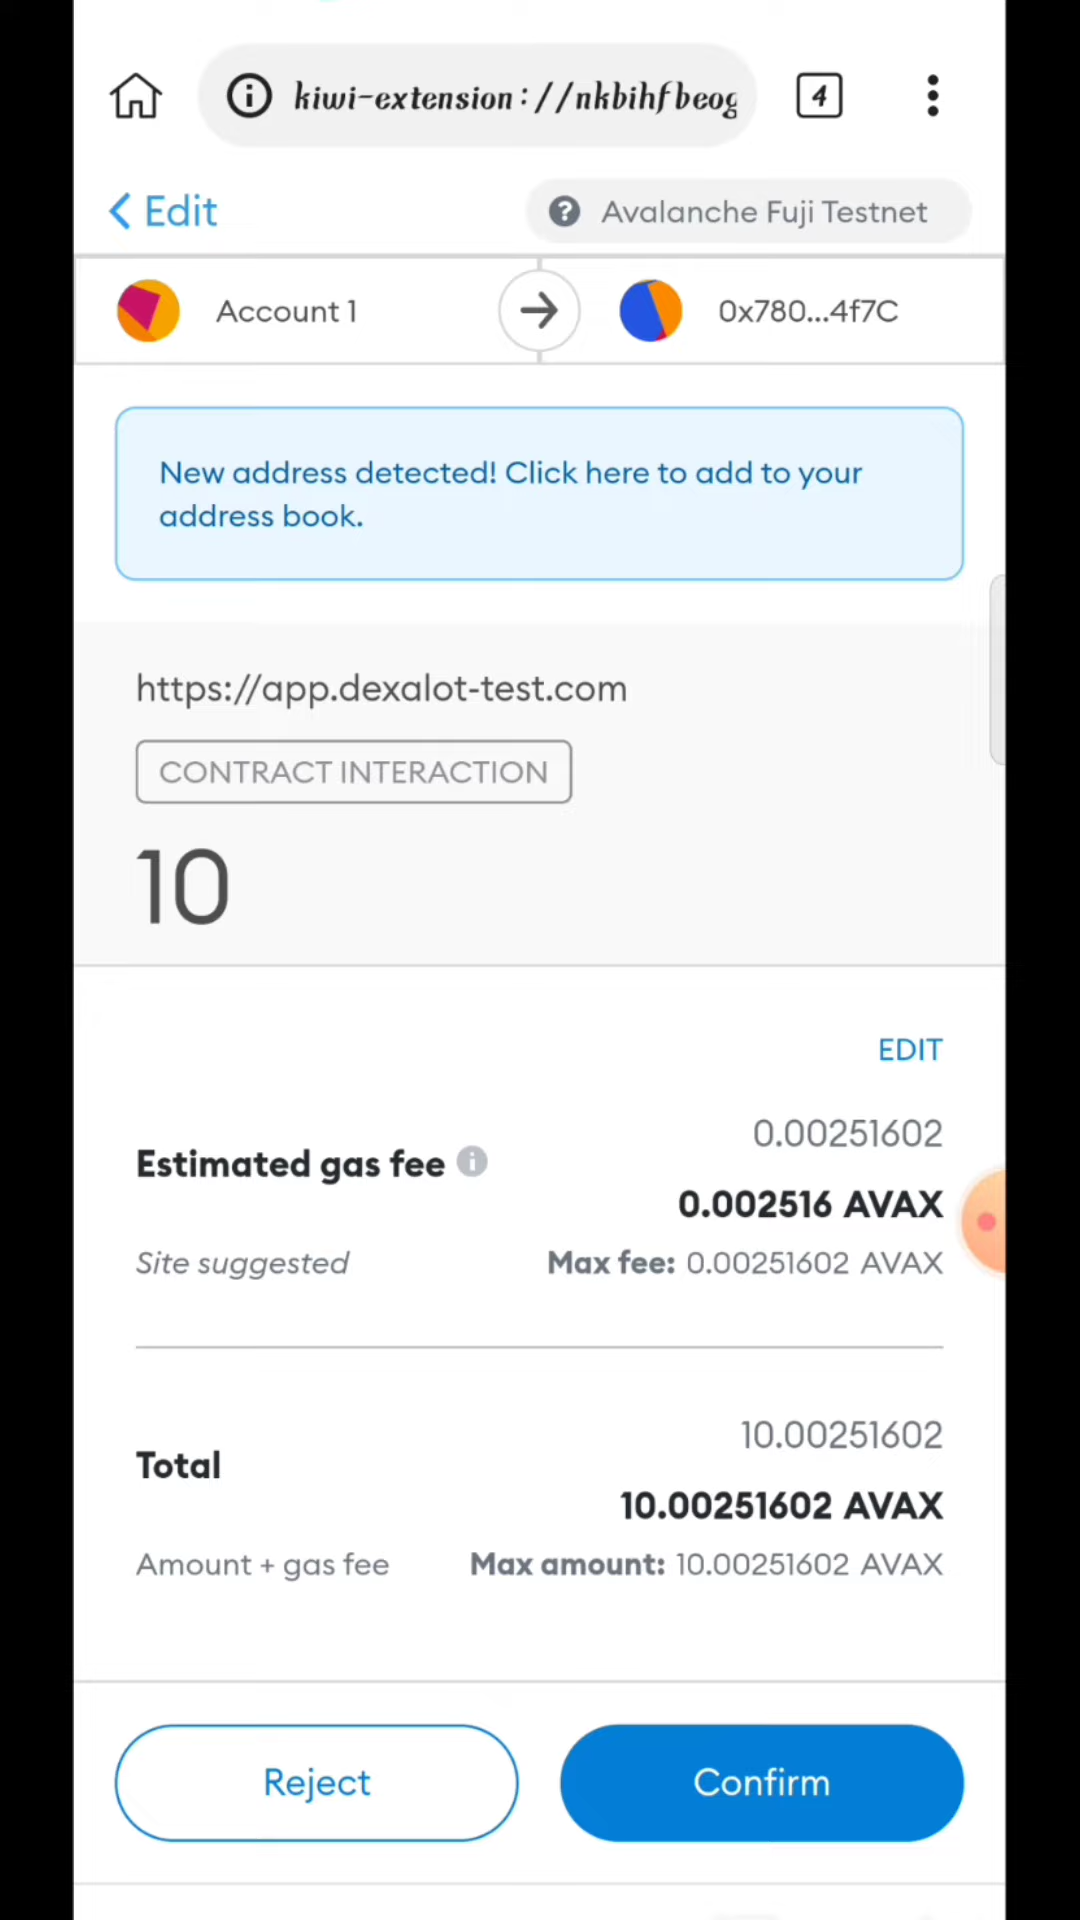 kiwi-extension://nkbihfbeog
4
Edit
Avalanche Fuji Testnet
Account 1
0x780...4f7C
New address detected! Click here to add to your
address book.
https://app.dexalot-test.com
CONTRACT INTERACTION
10
EDIT
0.00251602
Estimated gas fee
0.002516 AVAX
Site suggested
Max fee: 0.00251602 AVAX
10.00251602
Total
10.00251602 AVAX
Amount + gas fee
Max amount: 10.00251602 AVAX
Reject
Confirm